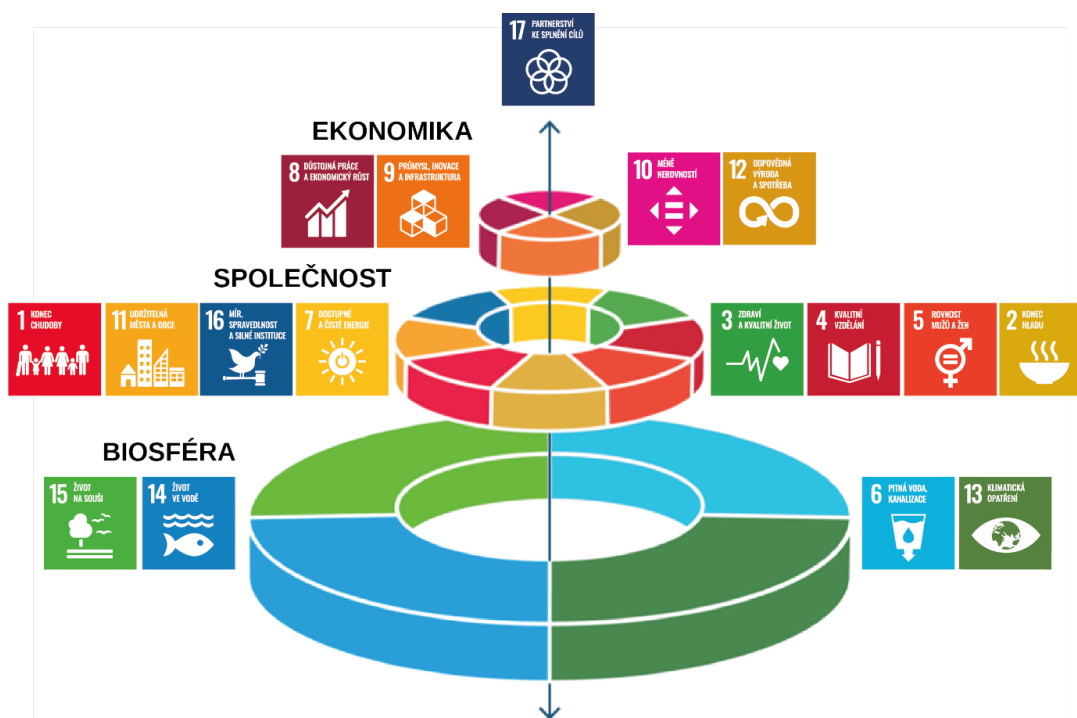 17 PARTNERSTVÍ
KE SPLNĚNÍ CÍLŮ
EKONOMIKA
8 DŮSTOJNÁ PRÁCE
A EKONOMICKÝ RŮST
9 PRŮMYSL, INOVACE
A INFRASTRUKTURA
10 MÉNĚ
NEROVNOSTÍ
12 ODPOVĚDNÁ
VÝROBA
A SPOTŘEBA
SPOLEČNOST
1 KONEC
CHUDOBY
11 UDRŽITELNÁ
MĚSTA A OBCE
16 MÍR,
SPRAVEDLNOST
A SILNÉ INSTITUCE
7 DOSTUPNÉ
A ČISTÉ ENERGIE
3 ZDRAVÍ
A KVALITNÍ ŽIVOT
4 KVALITNÍ
VZDĚLÁNÍ
5 ROVNOST
MUŽŮ A ŽEN
2 KONEC
HLADU
BIOSFÉRA
15 ŽIVOT
NA SOUŠI
14 ŽIVOT
VE VODĚ
6 PITNÁ VODA,
KANALIZACE
13 KLIMATICKÁ
OPATŘENÍ